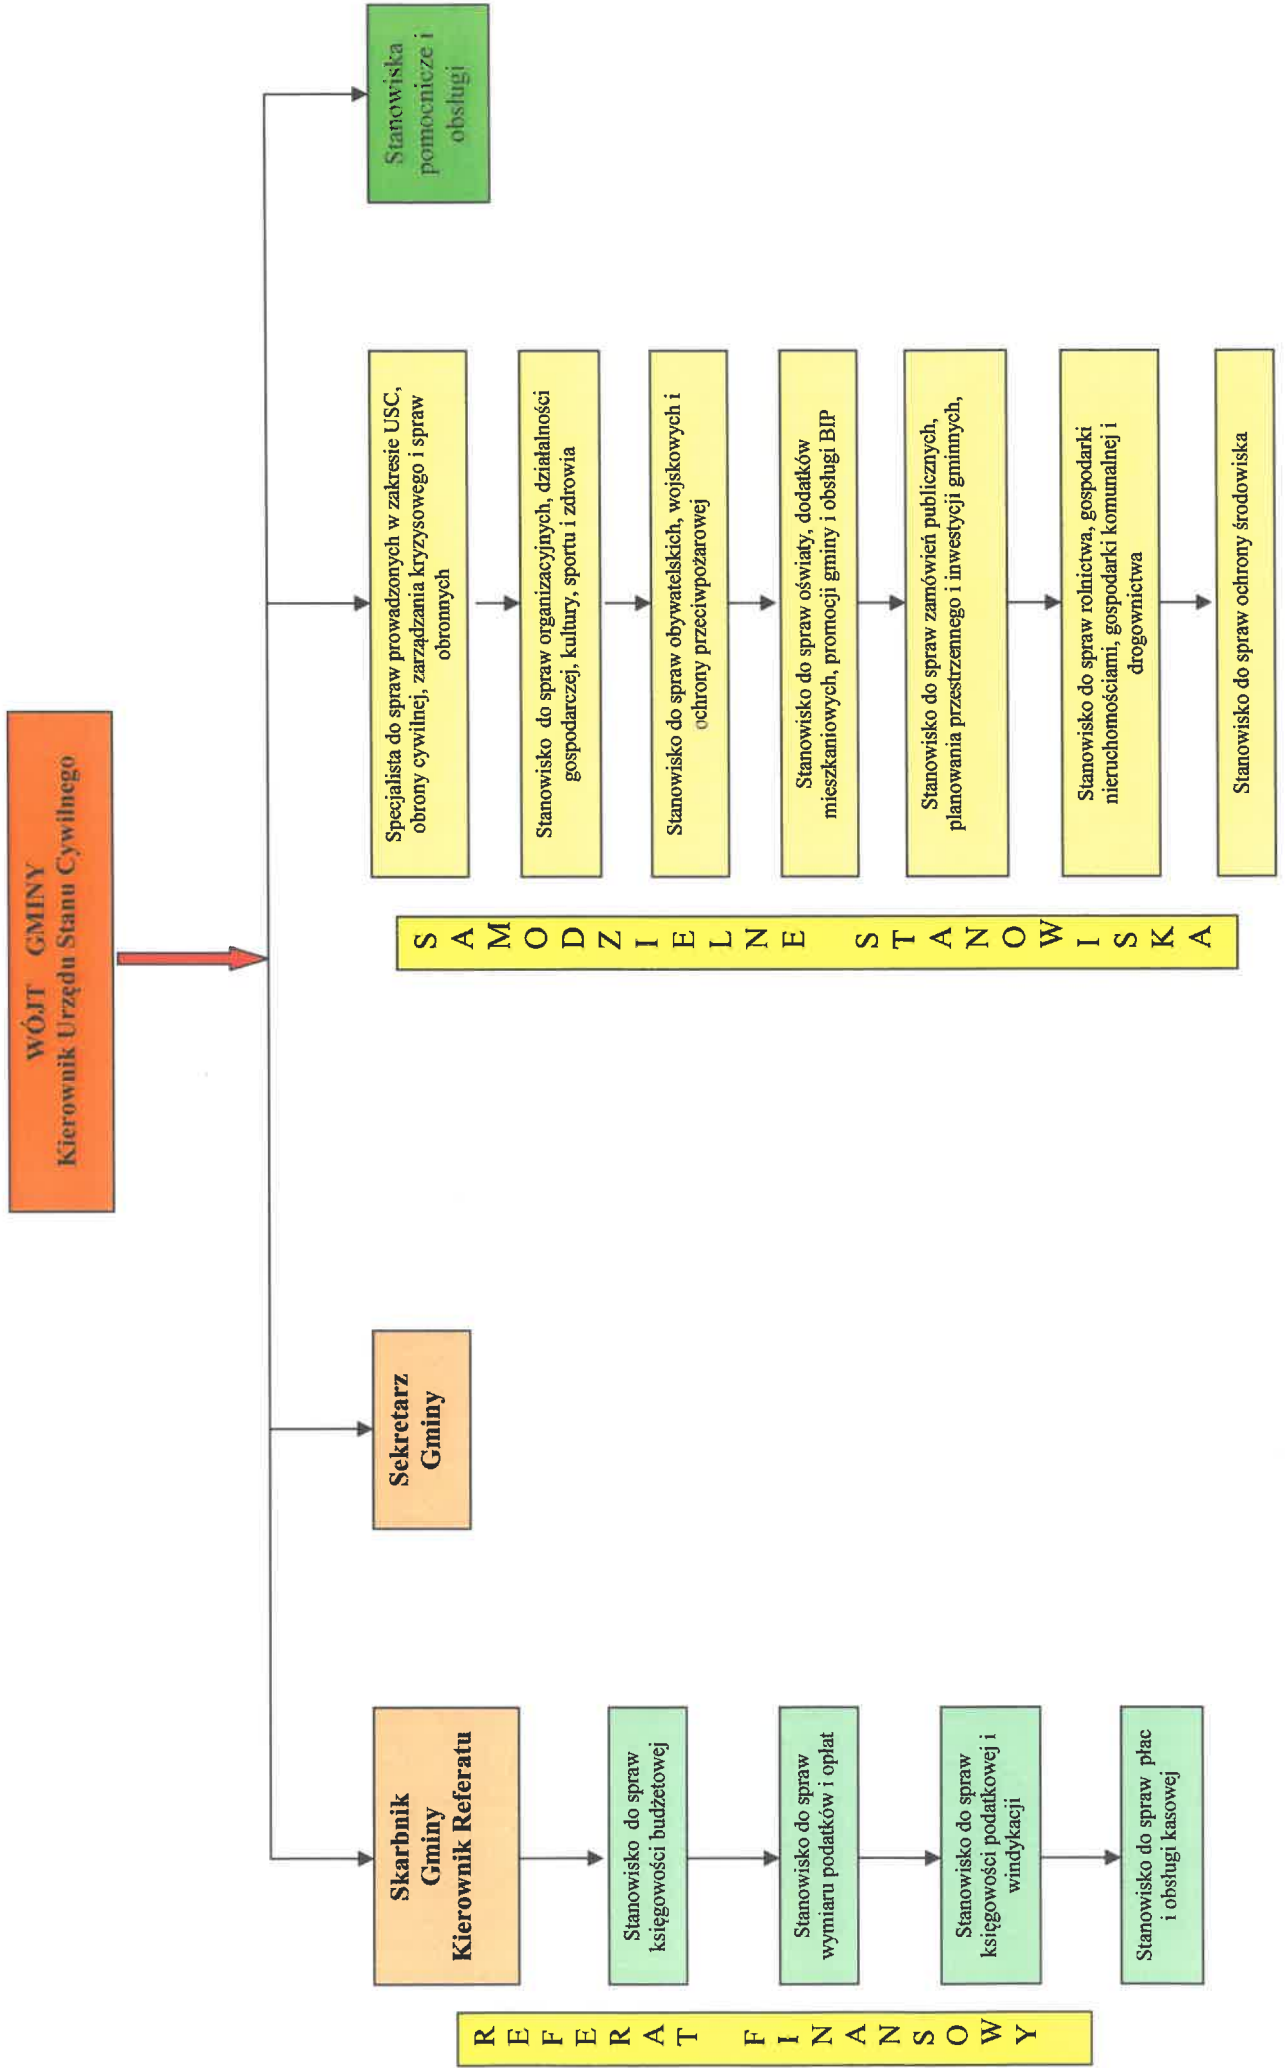 WÓJT GMINY
Kierownik Urzędu Stanu Cywilnego
Skarbnik
Gminy
Kierownik Referatu
Sekretarz
Gminy
Stanowiska
pomocnicze i
obsługi
REFERAT FINANSOWY
Stanowisko do spraw
księgowości budżetowej
Stanowisko do spraw
wymiaru podatków i opłat
Stanowisko do spraw
księgowości podatkowej i
windykacji
Stanowisko do spraw płac
i obsługi kasowej
SAMODZIELNE STANOWISKA
Specjalista do spraw prowadzonych w zakresie USC,
obrony cywilnej, zarządzania kryzysowego i spraw
obronnych
Stanowisko do spraw organizacyjnych, działalności
gospodarczej, kultury, sportu i zdrowia
Stanowisko do spraw obywatelskich, wojskowych i
ochrony przeciwpożarowej
Stanowisko do spraw oświaty, dodatków
mieszkaniowych, promocji gminy i obsługi BIP
Stanowisko do spraw zamówień publicznych,
planowania przestrzennego i inwestycji gminnych,
Stanowisko do spraw rolnictwa, gospodarki
nieruchomościami, gospodarki komunalnej i
drogownictwa
Stanowisko do spraw ochrony środowiska